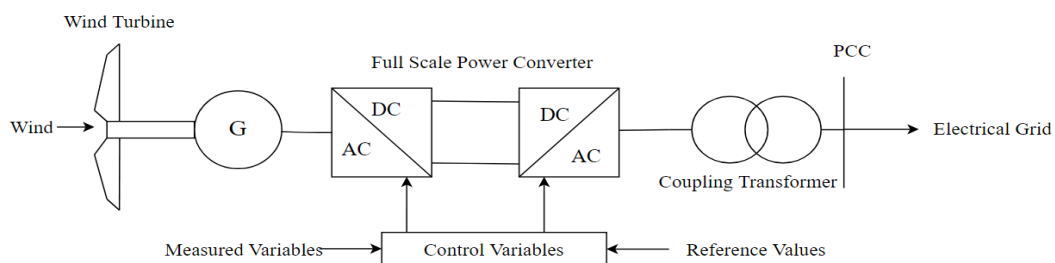 Wind Turbine
PCC
Full Scale Power Converter
Wind
G
DC
AC
DC
AC
Electrical Grid
Coupling Transformer
Measured Variables
Control Variables
Reference Values